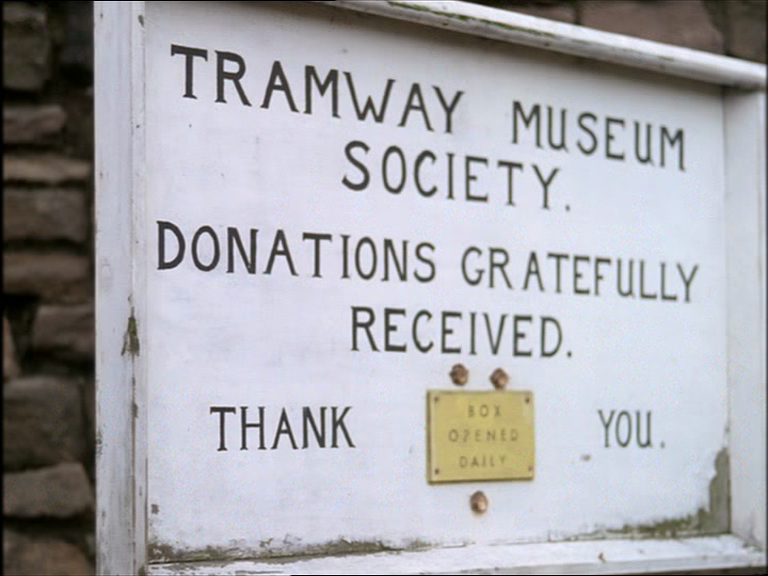 TRAMWAY MUSEUM
SOCIETY.
DONATIONS GRATEFULLY
RECEIVED.
THANK YOU.
BOX
OPENED
DAILY